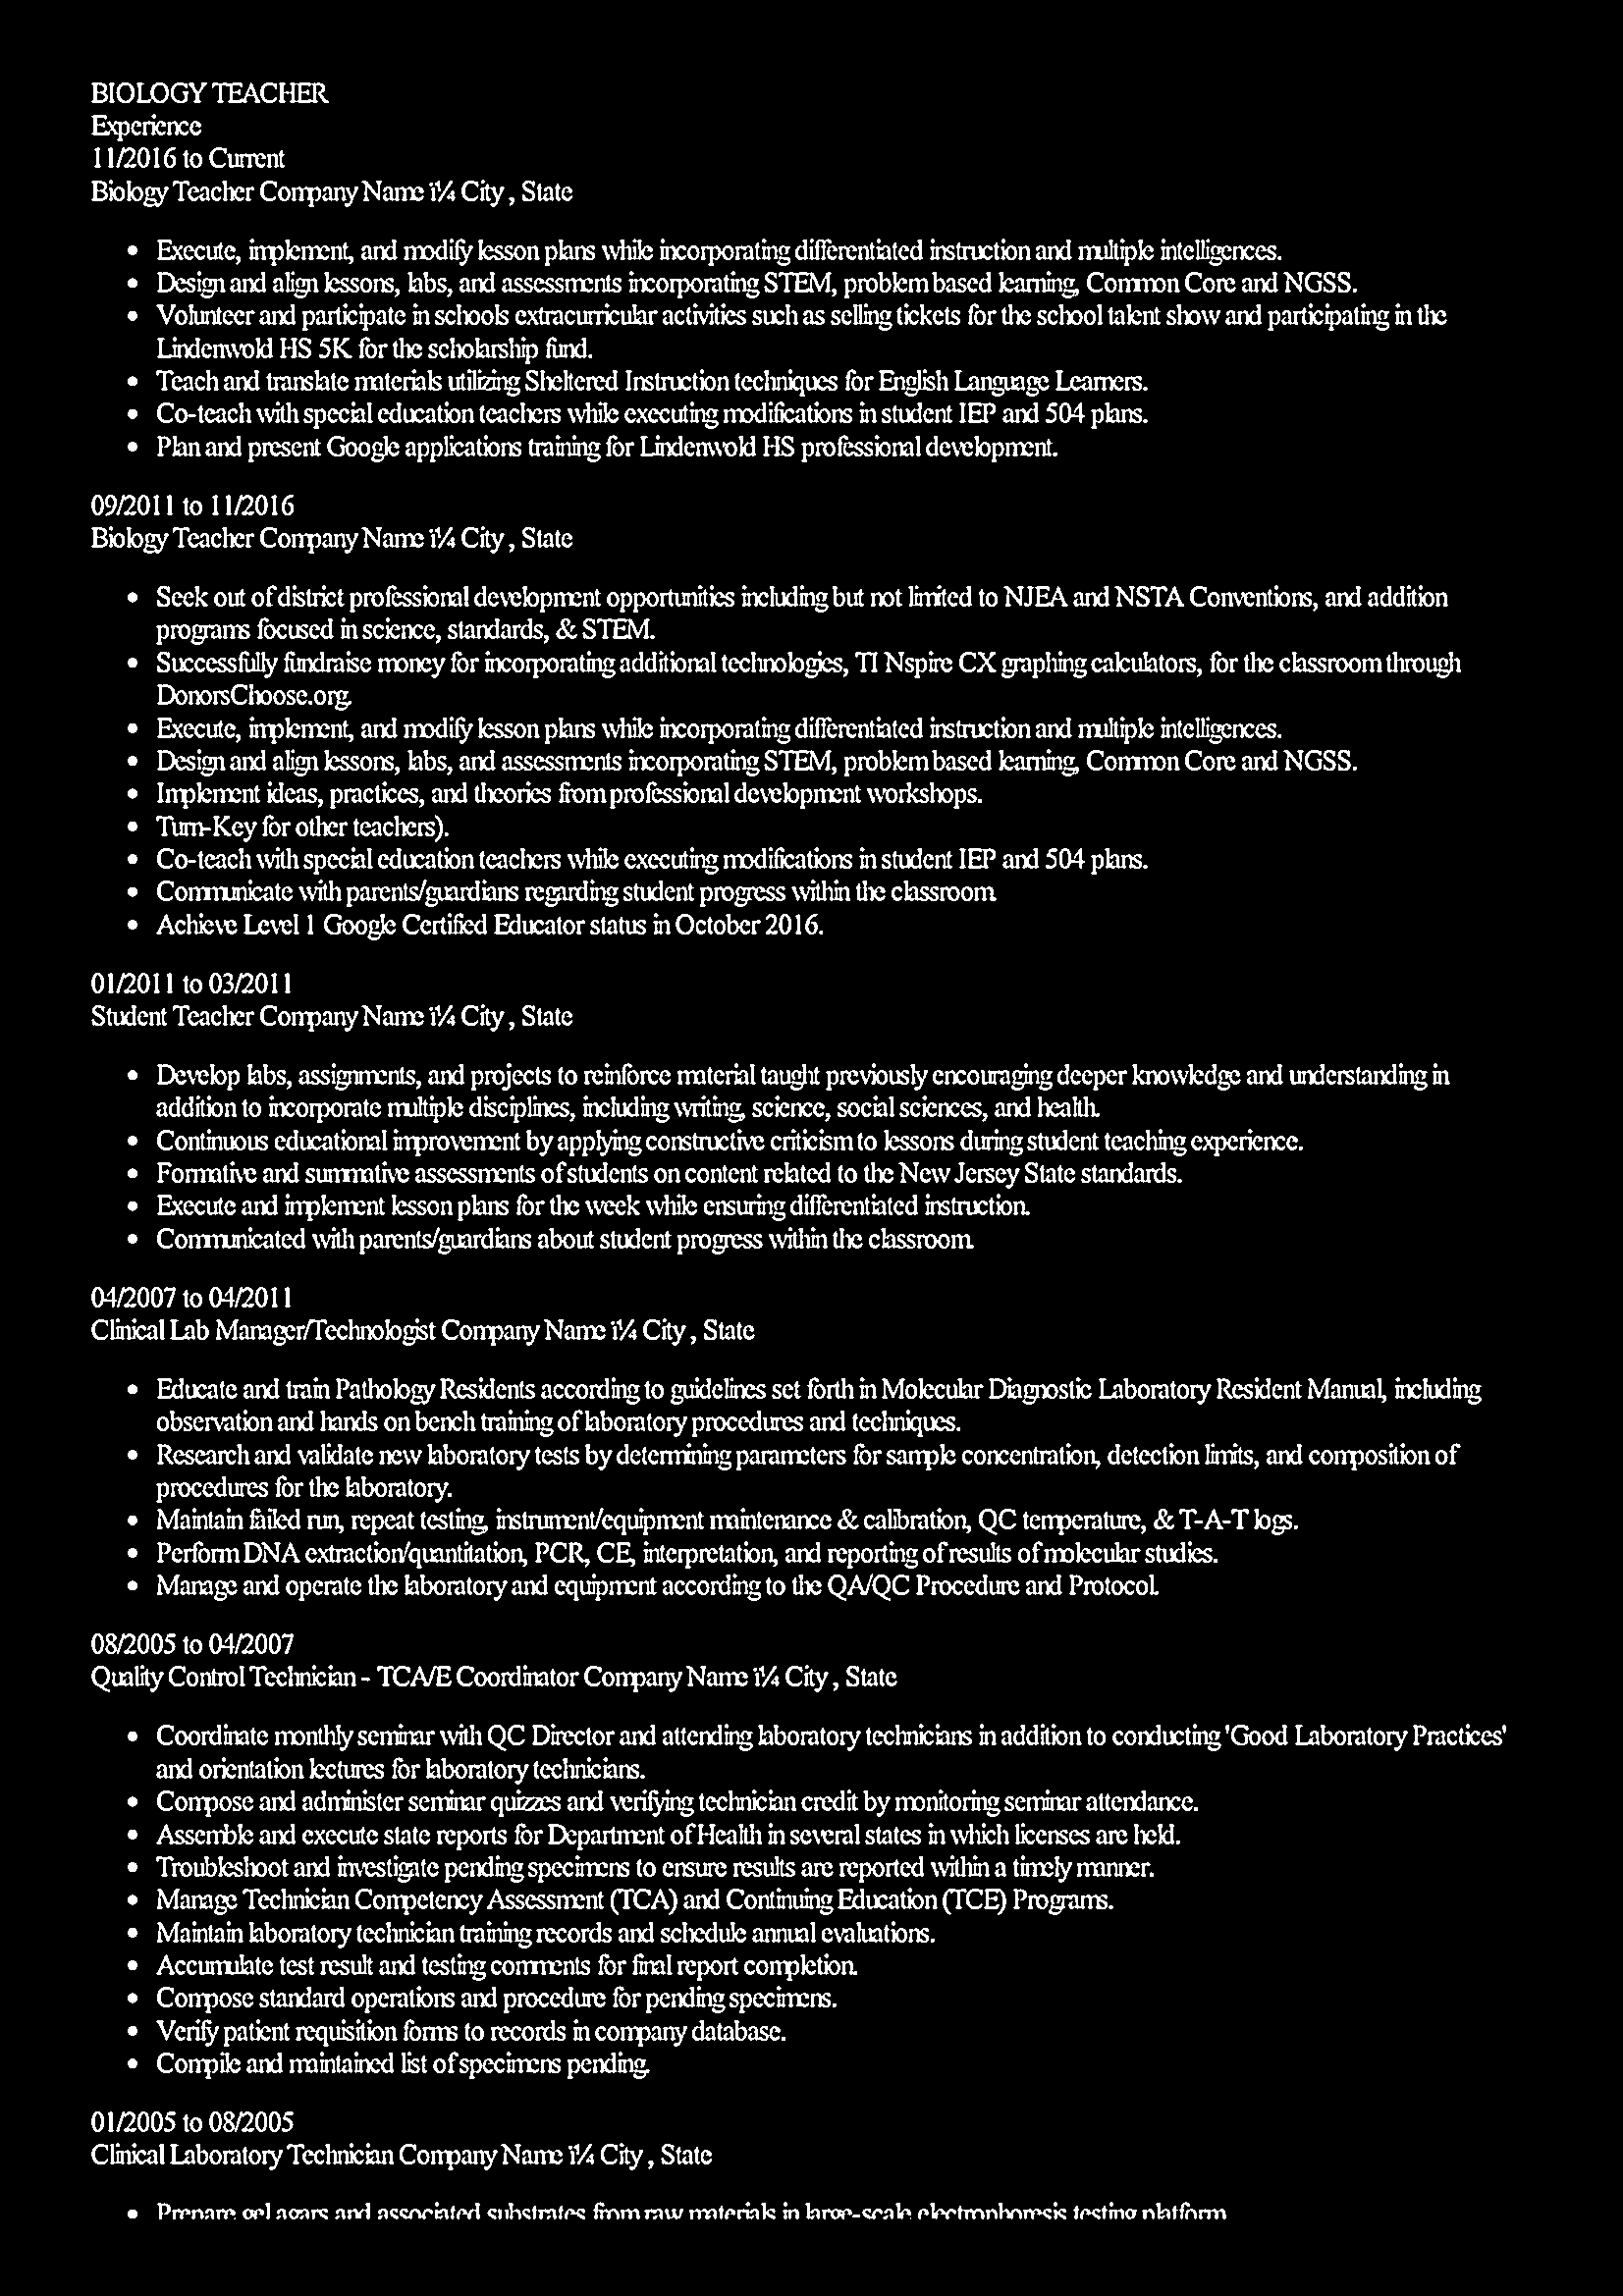 BIOLOGY TEACHER
Experience
11/2016 to Current
Biology Teacher Company Name ï¼ City , State
• Execute, implement, and modify lesson plans while incorporating differentiated instruction and multiple intelligences.
• Design and align lessons, labs, and assessments incorporating STEM, problem based learning, Common Core and NGSS.
• Volunteer and participate in schools extracurricular activities such as selling tickets for the school talent show and participating in the
Lindenwold HS 5K for the scholarship fund.
• Teach and translate materials utilizing Sheltered Instruction techniques for English Language Learners.
• Co-teach with special education teachers while executing modifications in student IEP and 504 plans.
• Plan and present Google applications training for Lindenwold HS professional development.
09/2011 to 11/2016
Biology Teacher Company Name ï¼ City , State
• Seek out of district professional development opportunities including but not limited to NJEA and NSTA Conventions, and addition
programs focused in science, standards, & STEM.
• Successfully fundraise money for incorporating additional technologies, TI Nspire CX graphing calculators, for the classroom through
DonorsChoose.org.
• Execute, implement, and modify lesson plans while incorporating differentiated instruction and multiple intelligences.
• Design and align lessons, labs, and assessments incorporating STEM, problem based learning, Common Core and NGSS.
• Implement ideas, practices, and theories from professional development workshops.
• Turn-Key for other teachers).
• Co-teach with special education teachers while executing modifications in student IEP and 504 plans.
• Communicate with parents/guardians regarding student progress within the classroom.
• Achieve Level 1 Google Certified Educator status in October 2016.
01/2011 to 03/2011
Student Teacher Company Name ï¼ City , State
• Develop labs, assignments, and projects to reinforce material taught previously encouraging deeper knowledge and understanding in
addition to incorporate multiple disciplines, including writing, science, social sciences, and health.
• Continuous educational improvement by applying constructive criticism to lessons during student teaching experience.
• Formative and summative assessments of students on content related to the New Jersey State standards.
• Execute and implement lesson plans for the week while ensuring differentiated instruction.
• Communicated with parents/guardians about student progress within the classroom.
04/2007 to 04/2011
Clinical Lab Manager/Technologist Company Name ï¼ City , State
• Educate and train Pathology Residents according to guidelines set forth in Molecular Diagnostic Laboratory Resident Manual, including
observation and hands on bench training of laboratory procedures and techniques.
• Research and validate new laboratory tests by determining parameters for sample concentration, detection limits, and composition of
procedures for the laboratory.
• Maintain failed run, repeat testing, instrument/equipment maintenance & calibration, QC temperature, & T-A-T logs.
• Perform DNA extraction/quantitation, PCR, CE, interpretation, and reporting of results of molecular studies.
• Manage and operate the laboratory and equipment according to the QA/QC Procedure and Protocol.
08/2005 to 04/2007
Quality Control Technician - TCA/E Coordinator Company Name ï¼ City , State
• Coordinate monthly seminar with QC Director and attending laboratory technicians in addition to conducting 'Good Laboratory Practices'
and orientation lectures for laboratory technicians.
• Compose and administer seminar quizzes and verifying technician credit by monitoring seminar attendance.
• Assemble and execute state reports for Department of Health in several states in which licenses are held.
• Troubleshoot and investigate pending specimens to ensure results are reported within a timely manner.
• Manage Technician Competency Assessment (TCA) and Continuing Education (TCE) Programs.
• Maintain laboratory technician training records and schedule annual evaluations.
• Accumulate test result and testing comments for final report completion.
• Compose standard operations and procedure for pending specimens.
• Verify patient requisition forms to records in company database.
• Compile and maintained list of specimens pending.
01/2005 to 08/2005
Clinical Laboratory Technician Company Name ï¼ City , State
• Prepare gel agars and associated substrates from raw materials in large-scale electrophoresis testing platform